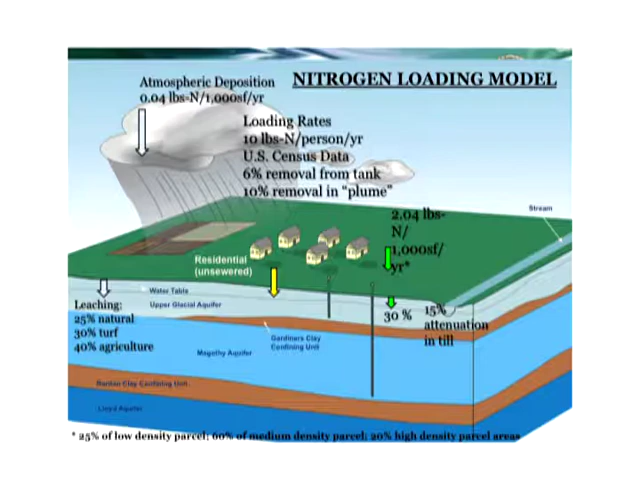 NITROGEN LOADING MODEL
Atmospheric Deposition
0.04 lbs-N/1,000sf/yr
Loading Rates
10 lbs-N/person/yr
U.S. Census Data
6% removal from tank
10% removal in "plume"
2.04 lbs-
N/
1,000sf/
yr*
Stream
Residential
(unsewered)
Water Table
Upper Glacial Aquifer
Leaching:
25% natural
30% turf
40% agriculture
30 %
15%
attenuation
in till
Gardiners Clay
Confining Unit
Magothy Aquifer
Raritan Clay Confining Unit
Lloyd Aquifer
* 25% of low density parcel; 60% of medium density parcel; 20% high density parcel areas